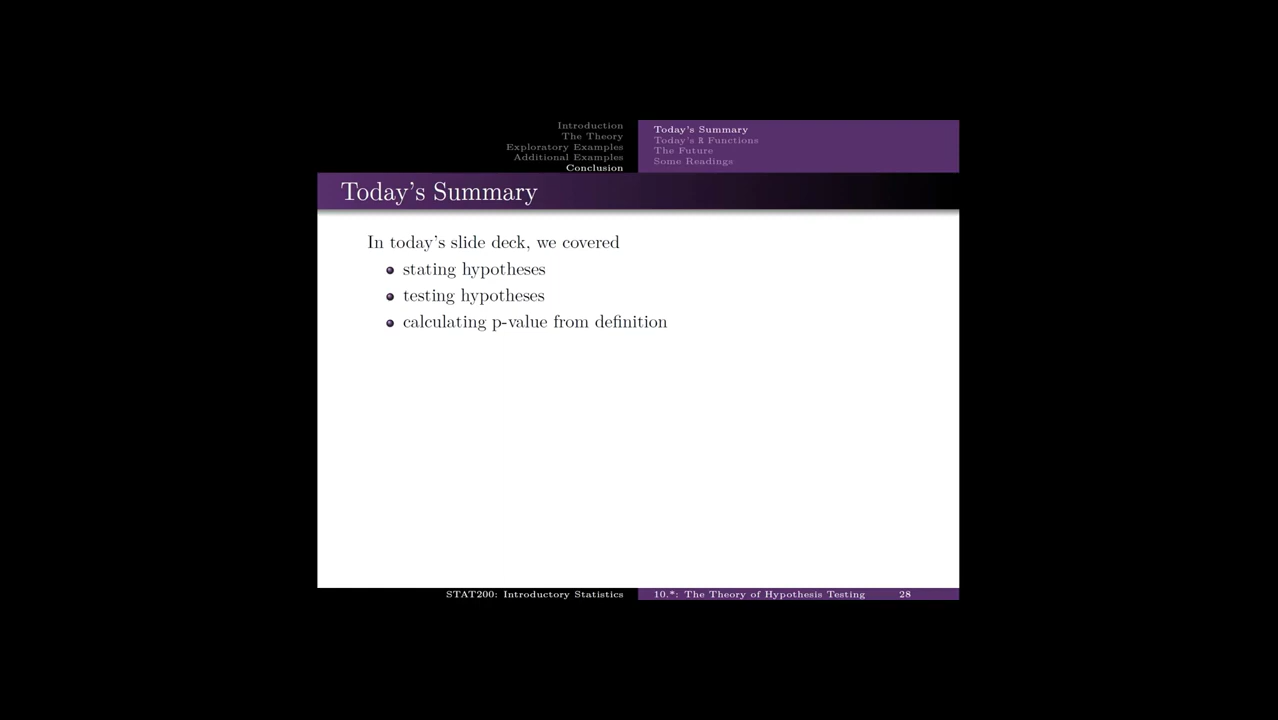 Introduction
The Theory
Exploratory Examples
Additional Examples
Conclusion
Today's Summary
Today's R Functions
The Future
Some Readings
Today's Summary
In today's slide deck, we covered
stating hypotheses
testing hypotheses
calculating p-value from definition
STAT200: Introductory Statistics
10.*: The Theory of Hypothesis Testing 28